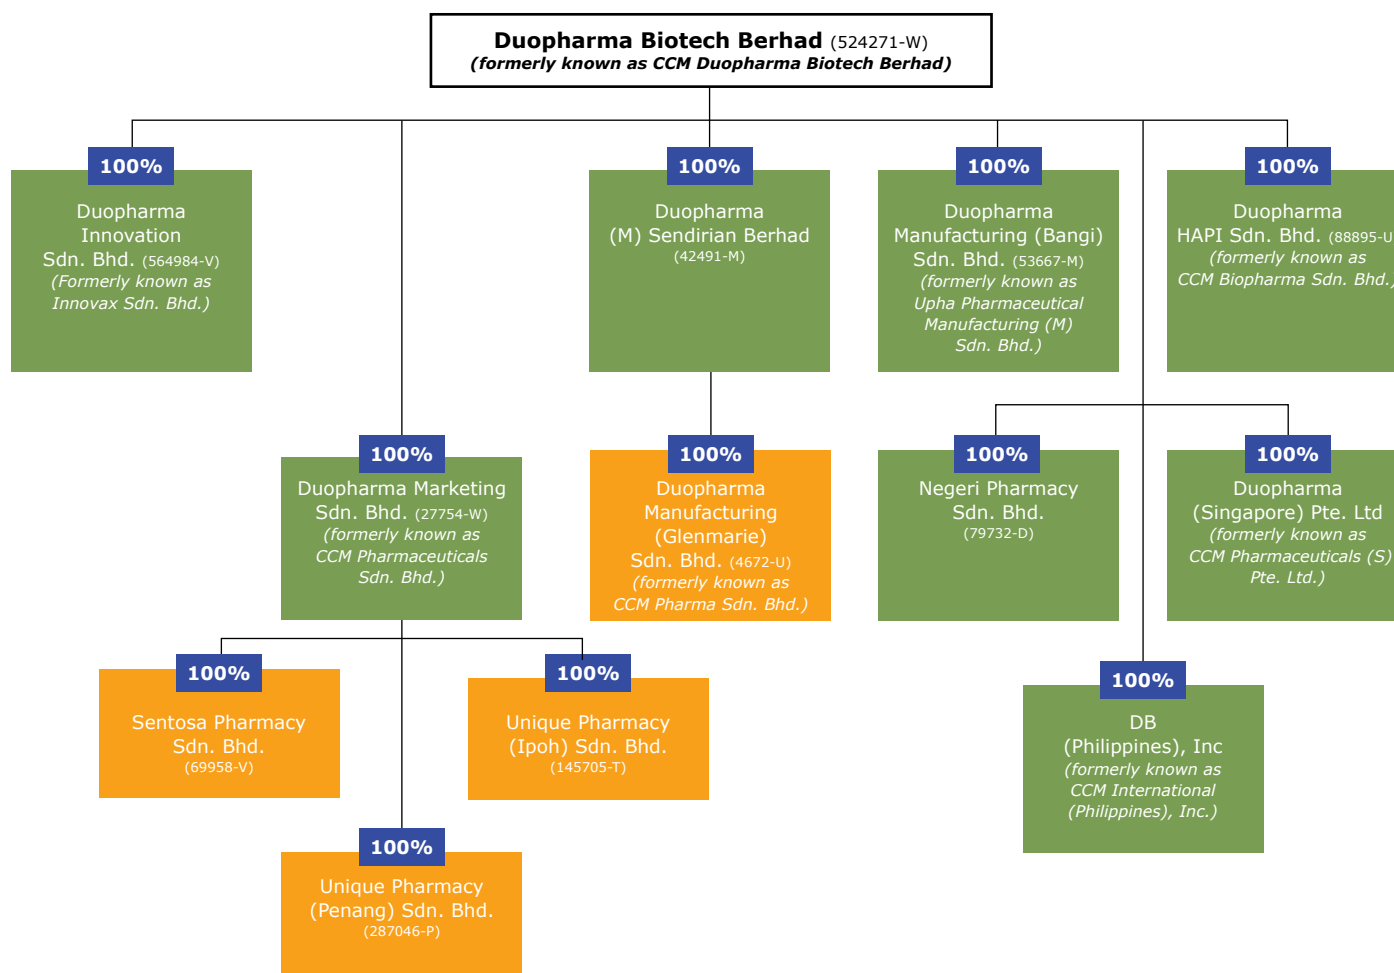 Duopharma Biotech Berhad (524271-W)
(formerly known as CCM Duopharma Biotech Berhad)
100%
Duopharma
Innovation
Sdn. Bhd. (564984-V)
(Formerly known as
Innovax Sdn. Bhd.)
100%
Duopharma
(M) Sendirian Berhad
(42491-M)
100%
Duopharma
Manufacturing (Bangi)
Sdn. Bhd. (53667-M)
(formerly known as
Upha Pharmaceutical
Manufacturing (M)
Sdn. Bhd.)
100%
Duopharma
HAPI Sdn. Bhd. (88895-U
(formerly known as
CCM Biopharma Sdn. Bhd.)
100%
Duopharma Marketing
Sdn. Bhd. (27754-W)
(formerly known as
CCM Pharmaceuticals
Sdn. Bhd.)
100%
Duopharma
Manufacturing
(Glenmarie)
Sdn. Bhd. (4672-U)
(formerly known as
CCM Pharma Sdn. Bhd.)
100%
Negeri Pharmacy
Sdn. Bhd.
(79732-D)
100%
Duopharma
(Singapore) Pte. Ltd
(formerly known as
CCM Pharmaceuticals (S)
Pte. Ltd.)
100%
Sentosa Pharmacy
Sdn. Bhd.
(69958-V)
100%
Unique Pharmacy
(Ipoh) Sdn. Bhd.
(145705-T)
100%
DB
(Philippines), Inc
(formerly known as
CCM International
(Philippines), Inc.)
100%
Unique Pharmacy
(Penang) Sdn. Bhd.
(287046-P)